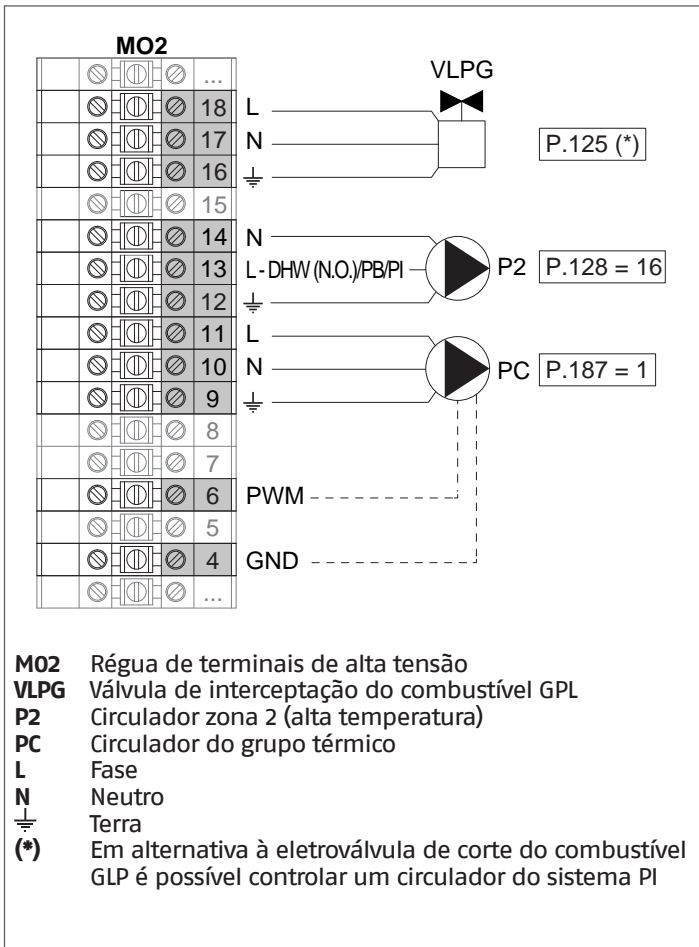 MO2
...
18 L
17 N
16 ⏚
15
14 N
13 L - DHW (N.O.)/PB/PI
12 ⏚
11 L
10 N
9 ⏚
8
7
6 PWM
5
4 GND
...
VLPG
P.125 (*)
P2 P.128 = 16
PC P.187 = 1
M02 Régua de terminais de alta tensão
VLPG Válvula de interceptação do combustível GPL
P2 Circulador zona 2 (alta temperatura)
PC Circulador do grupo térmico
L Fase
N Neutro
⏚ Terra
(*) Em alternativa à eletroválvula de corte do combustível
GLP é possível controlar um circulador do sistema PI